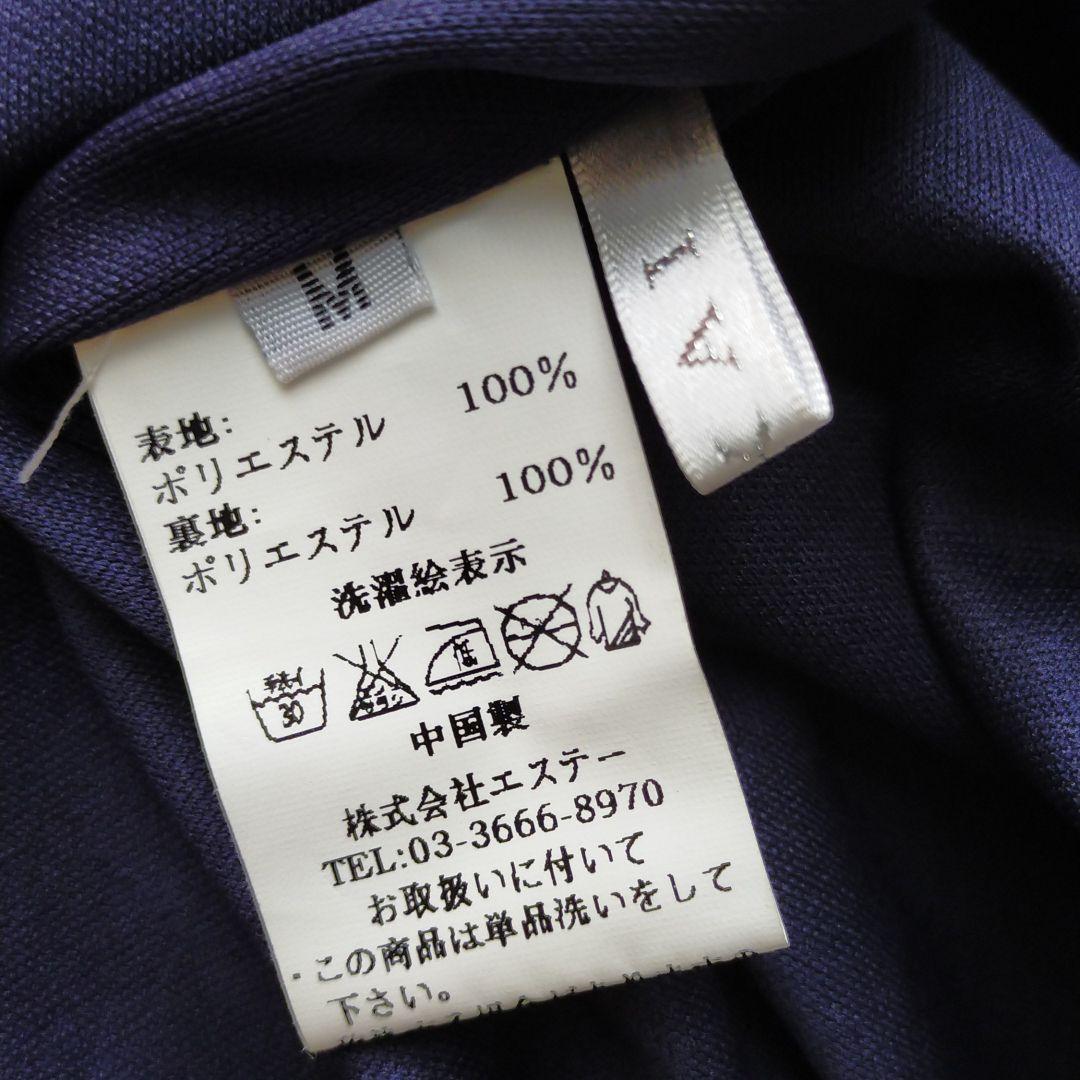 M
I
A
表地:
ポリエステル 100%
裏地:
ポリエステル 100%
洗濯絵表示
30
低
中国製
株式会社エステー
TEL:03-3666-8970
お取扱いに付いて
・この商品は単品洗いをして
下さい。